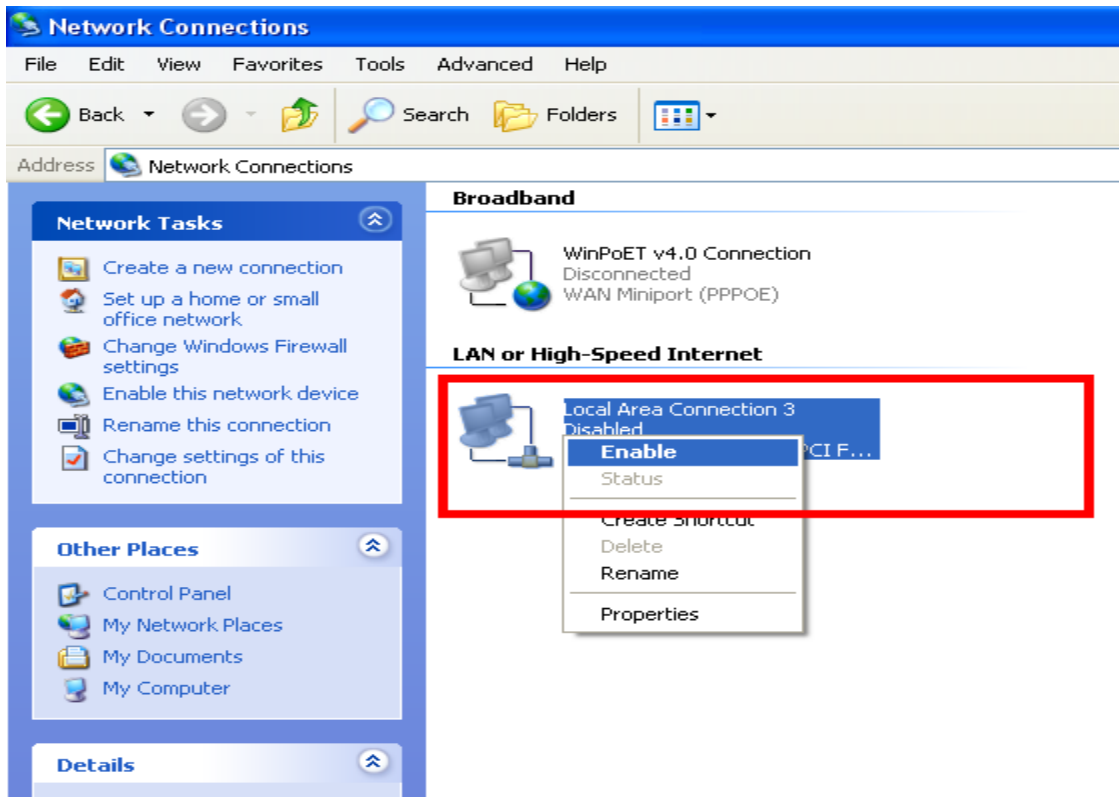 Network Connections
File Edit View Favorites Tools Advanced Help
Back Search Folders
Address Network Connections
Network Tasks
Create a new connection
Set up a home or small
office network
Change Windows Firewall
settings
Enable this network device
Rename this connection
Change settings of this
connection
Other Places
Control Panel
My Network Places
My Documents
My Computer
Details
Broadband
WinPoET v4.0 Connection
Disconnected
WAN Miniport (PPPOE)
LAN or High-Speed Internet
Local Area Connection 3
Disabled
PCI F...
Enable
Status
Create Shortcut
Delete
Rename
Properties